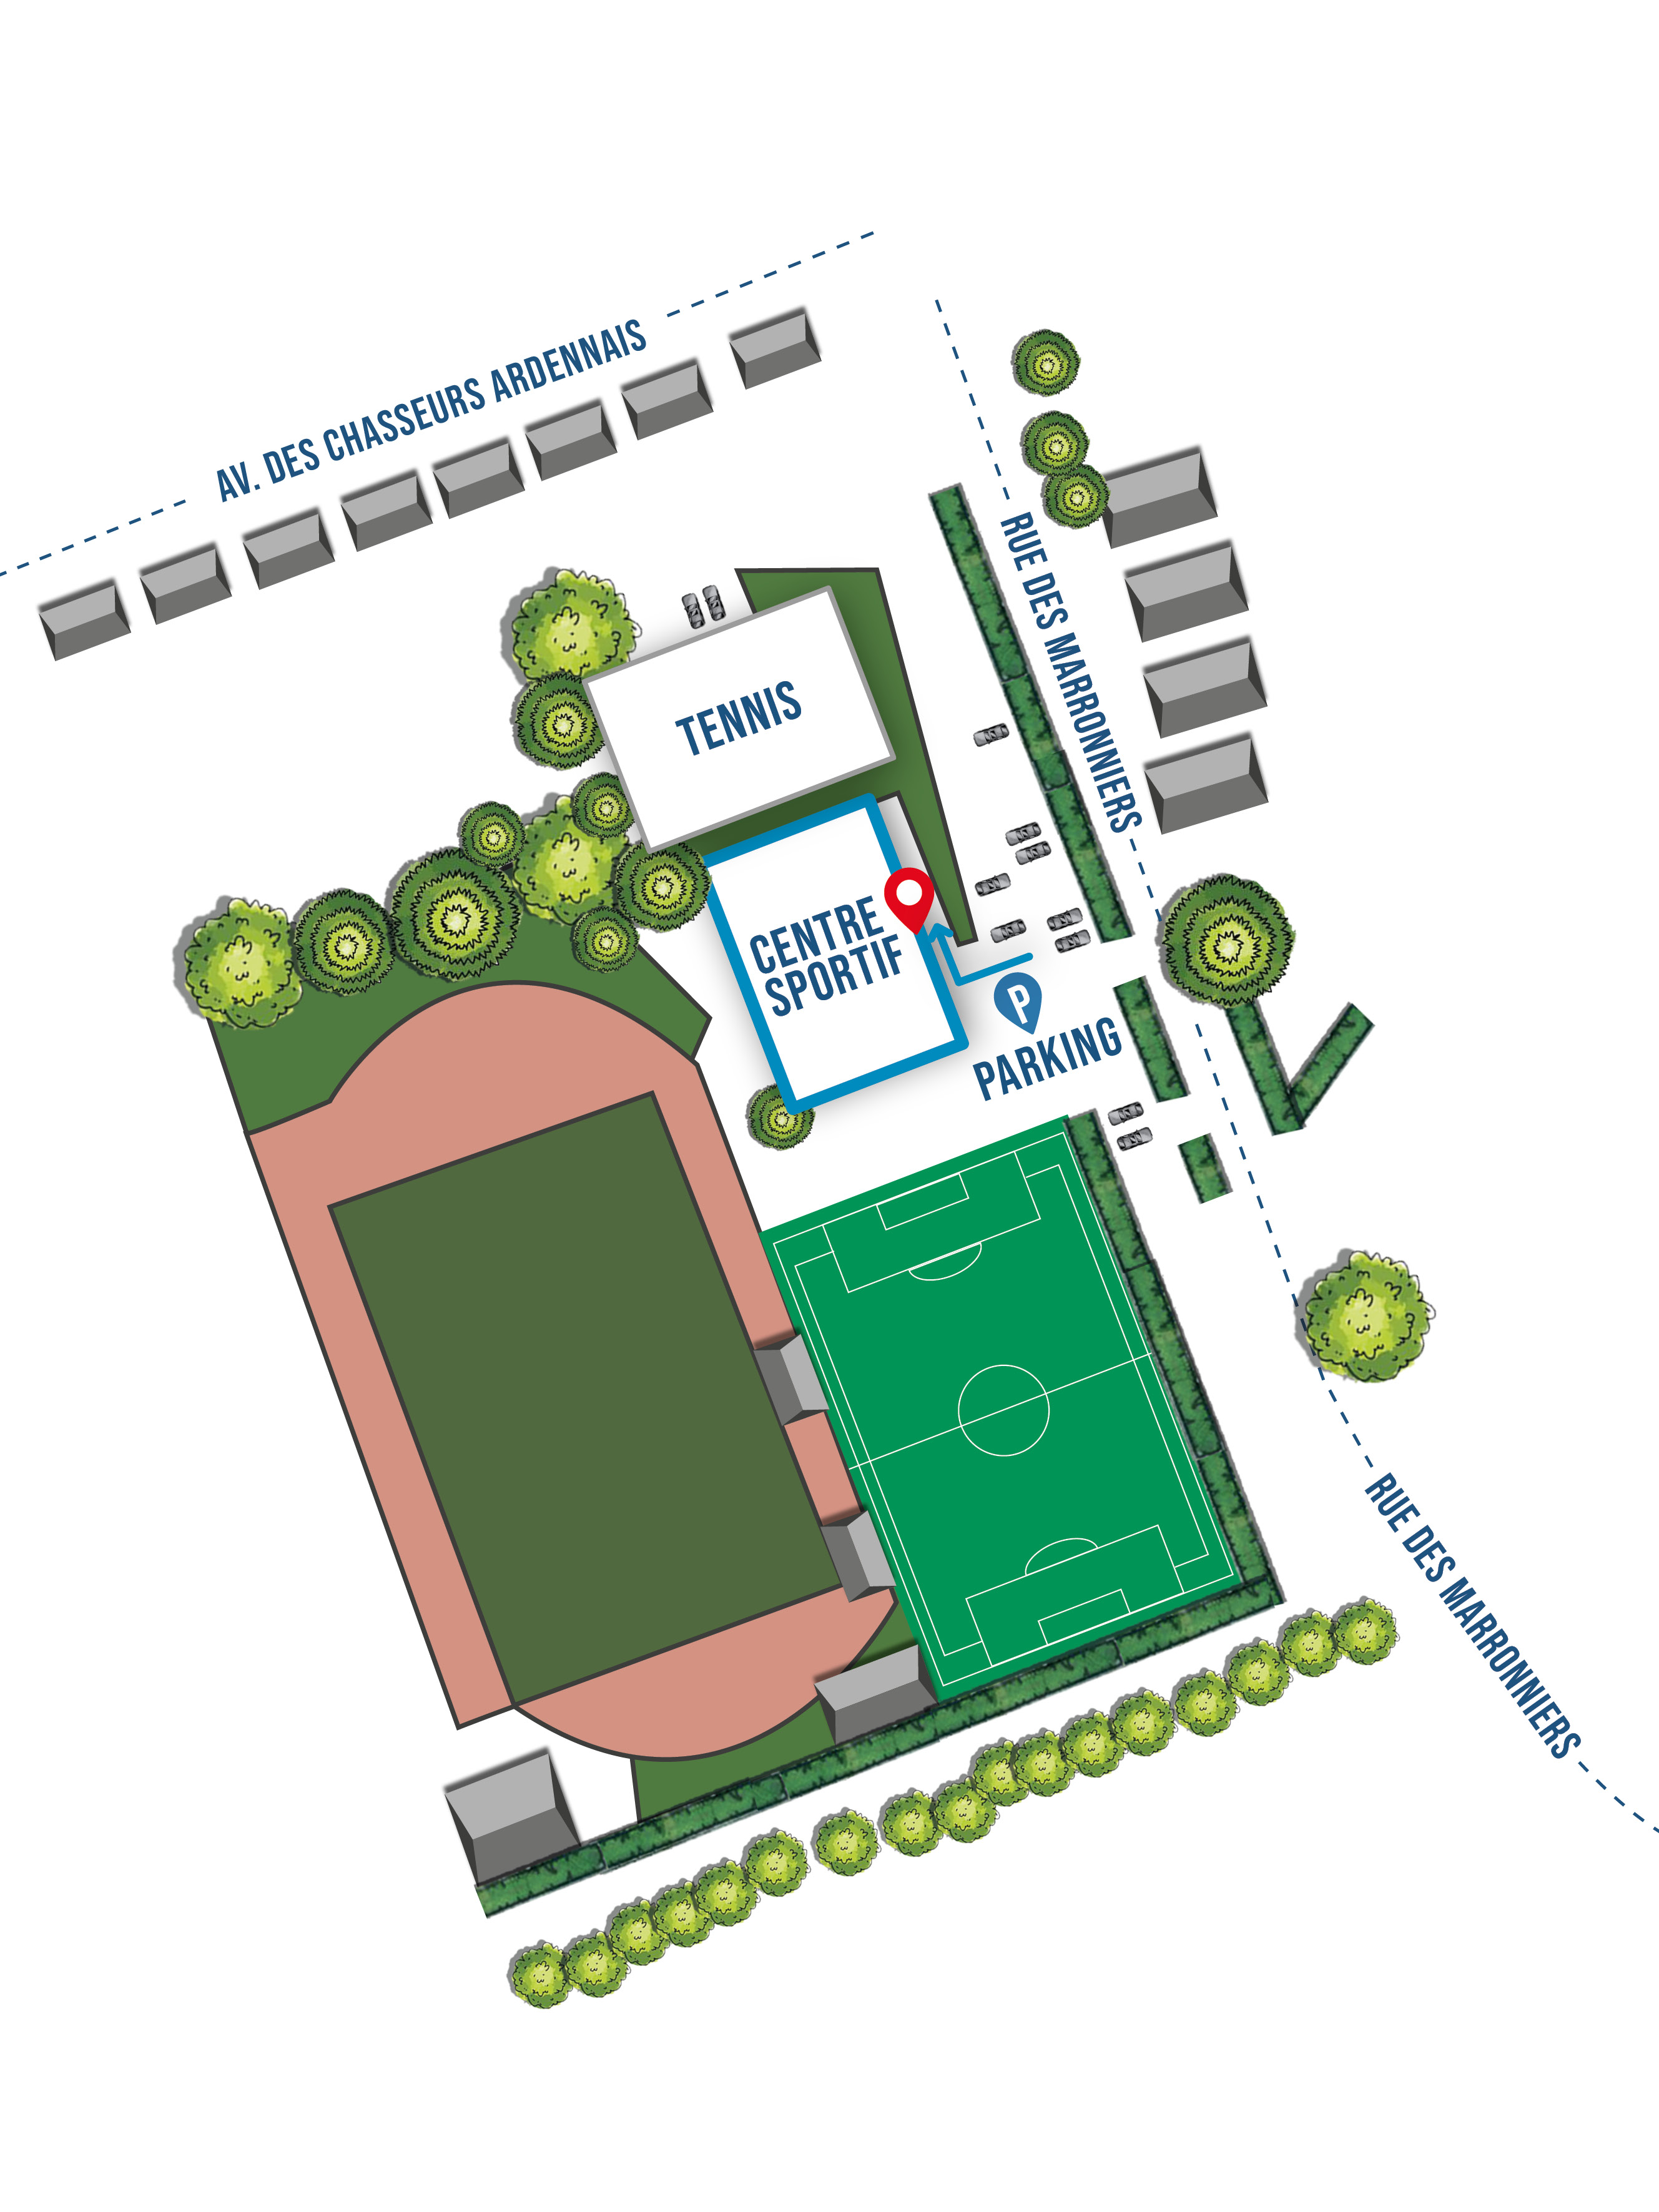 AV. DES CHASSEURS ARDENNAIS
RUE DES MARRONNIERS
TENNIS
CENTRE
SPORTIF
P
PARKING
RUE DES MARRONNIERS